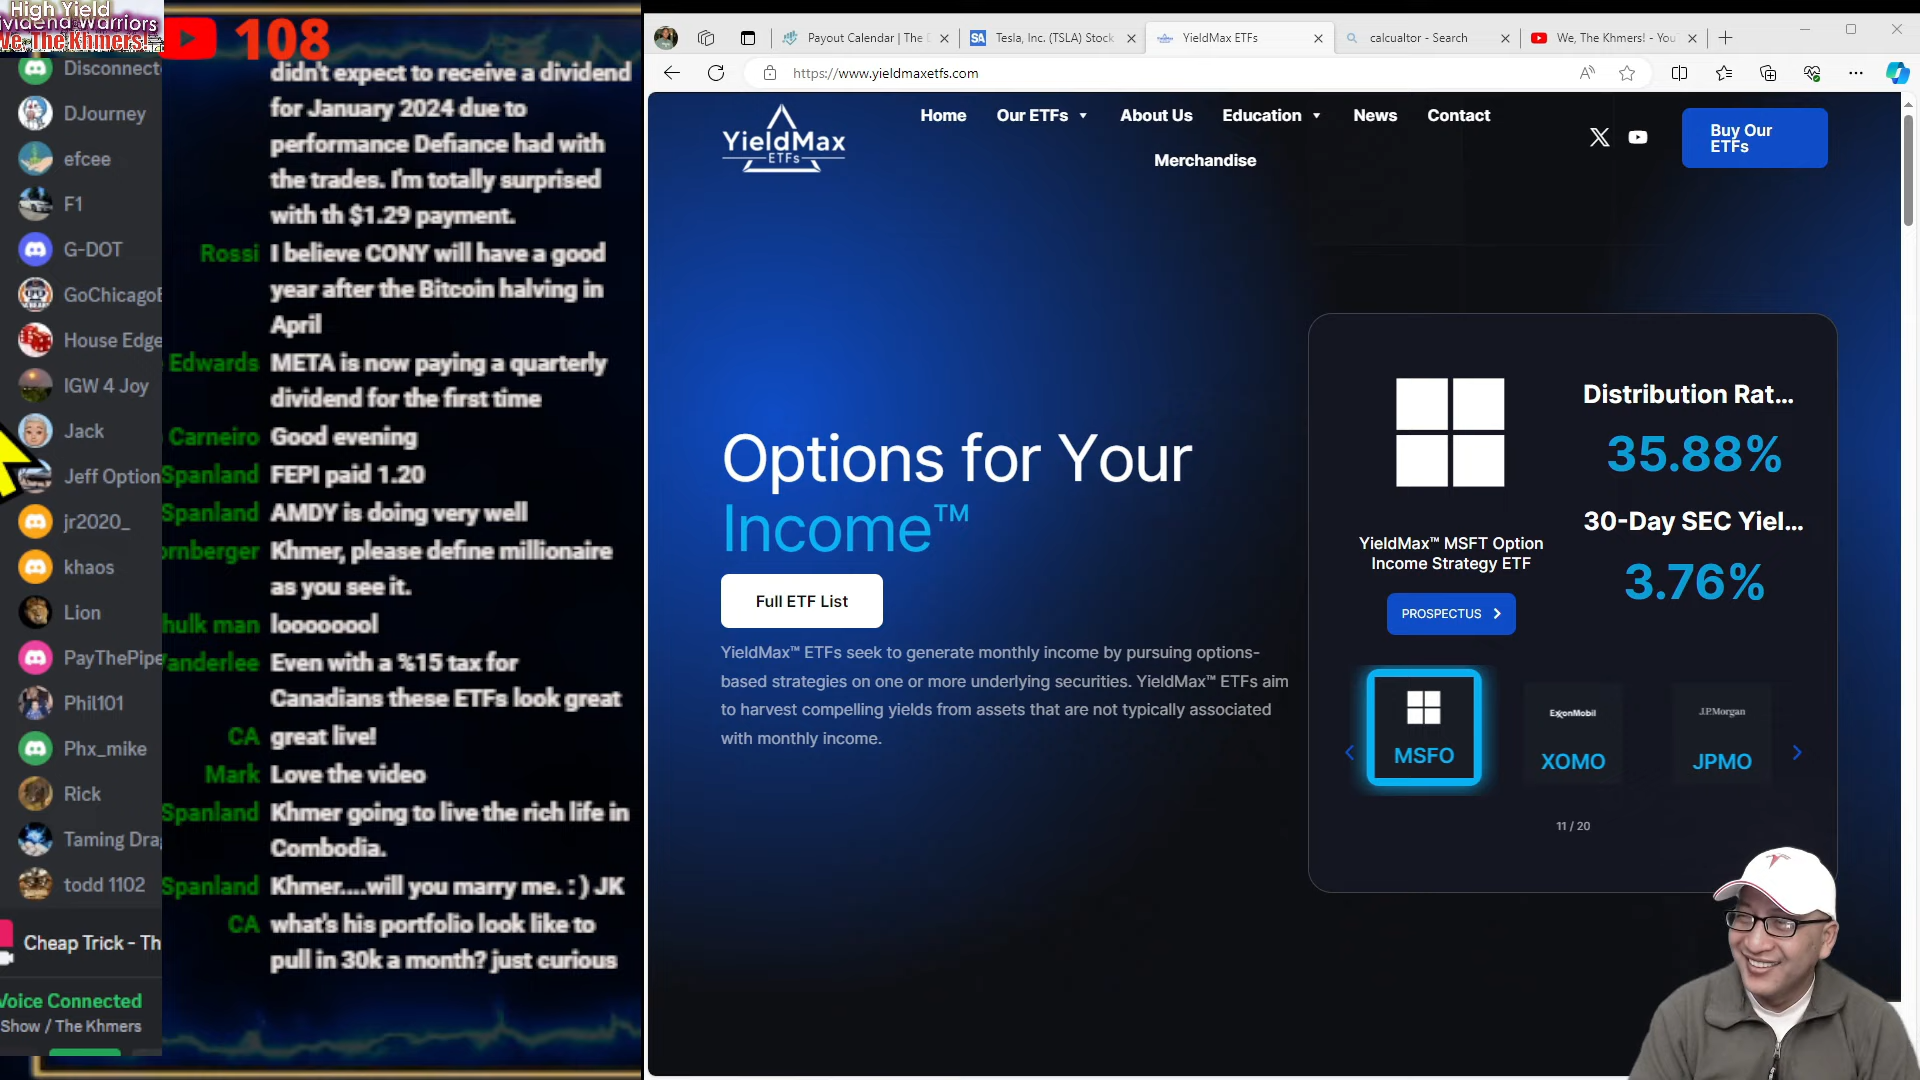 High Yield
Dividend Warriors
We, The Khmers!
108
Disconnect
DJourney
efcee
F1
G-DOT
GoChicago
House Edge
IGW 4 Joy
Jack
Jeff Option
jr2020_
khaos
Lion
PayThePipe
Phil101
Phx_mike
Rick
Taming Dra
todd 1102
Cheap Trick - Th
Voice Connected
Show / The Khmers
didn't expect to receive a dividend
for January 2024 due to
performance Defiance had with
the trades. I'm totally surprised
with th $1.29 payment.
Rossi I believe CONY will have a good
year after the Bitcoin halving in
April
Edwards META is now paying a quarterly
dividend for the first time
Carneiro Good evening
Spanland FEPI paid 1.20
Spanland AMDY is doing very well
ornberger Khmer, please define millionaire
as you see it.
hulk man looooooool
anderlee Even with a %15 tax for
Canadians these ETFs look great
CA great live!
Mark Love the video
Spanland Khmer going to live the rich life in
Combodia.
Spanland Khmer....will you marry me. : ) JK
CA what's his portfolio look like to
pull in 30k a month? just curious
Payout Calendar | The E
SA Tesla, Inc. (TSLA) Stock
YieldMax ETFs
calcualtor - Search
We, The Khmers! - You
https://www.yieldmaxetfs.com
YieldMax
ETFs
Home Our ETFs About Us Education News Contact
Merchandise
Buy Our
ETFs
Options for Your
Income™
Full ETF List
YieldMax™ ETFs seek to generate monthly income by pursuing options-
based strategies on one or more underlying securities. YieldMax™ ETFs aim
to harvest compelling yields from assets that are not typically associated
with monthly income.
Distribution Rat...
35.88%
30-Day SEC Yiel...
3.76%
YieldMax™ MSFT Option
Income Strategy ETF
PROSPECTUS
MSFO
ExonMobil
XOMO
J.P.Morgan
JPMO
11 / 20